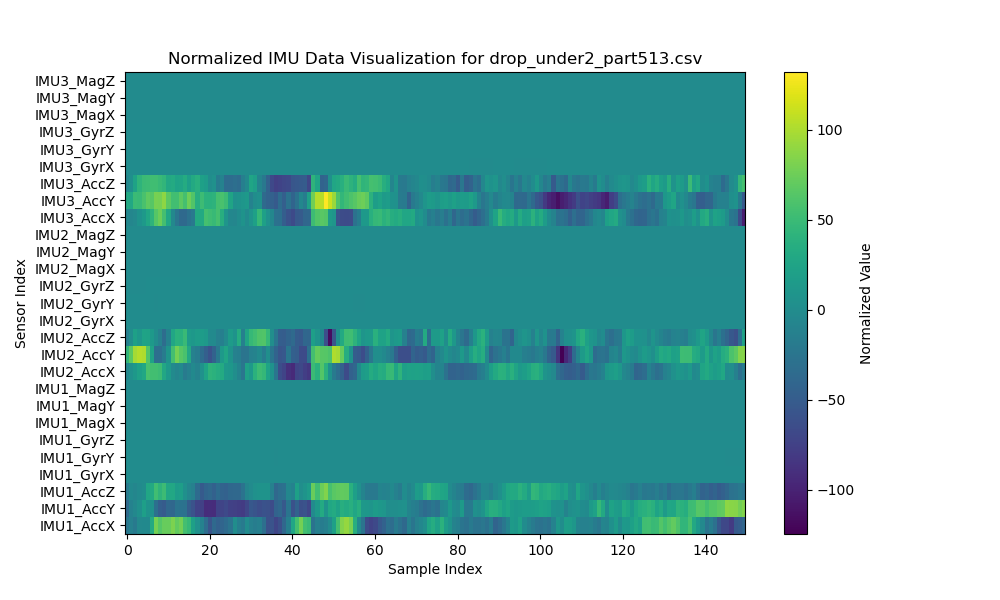 Normalized IMU Data Visualization for drop_under2_part513.csv
IMU3_MagZ
IMU3_MagY
IMU3_MagX
IMU3_GyrZ
IMU3_GyrY
IMU3_GyrX
IMU3_AccZ
IMU3_AccY
IMU3_AccX
IMU2_MagZ
IMU2_MagY
IMU2_MagX
IMU2_GyrZ
IMU2_GyrY
IMU2_GyrX
IMU2_AccZ
IMU2_AccY
IMU2_AccX
IMU1_MagZ
IMU1_MagY
IMU1_MagX
IMU1_GyrZ
IMU1_GyrY
IMU1_GyrX
IMU1_AccZ
IMU1_AccY
IMU1_AccX
Sensor Index
0 20 40 60 80 100 120 140
Sample Index
100
50
0
−50
−100
Normalized Value